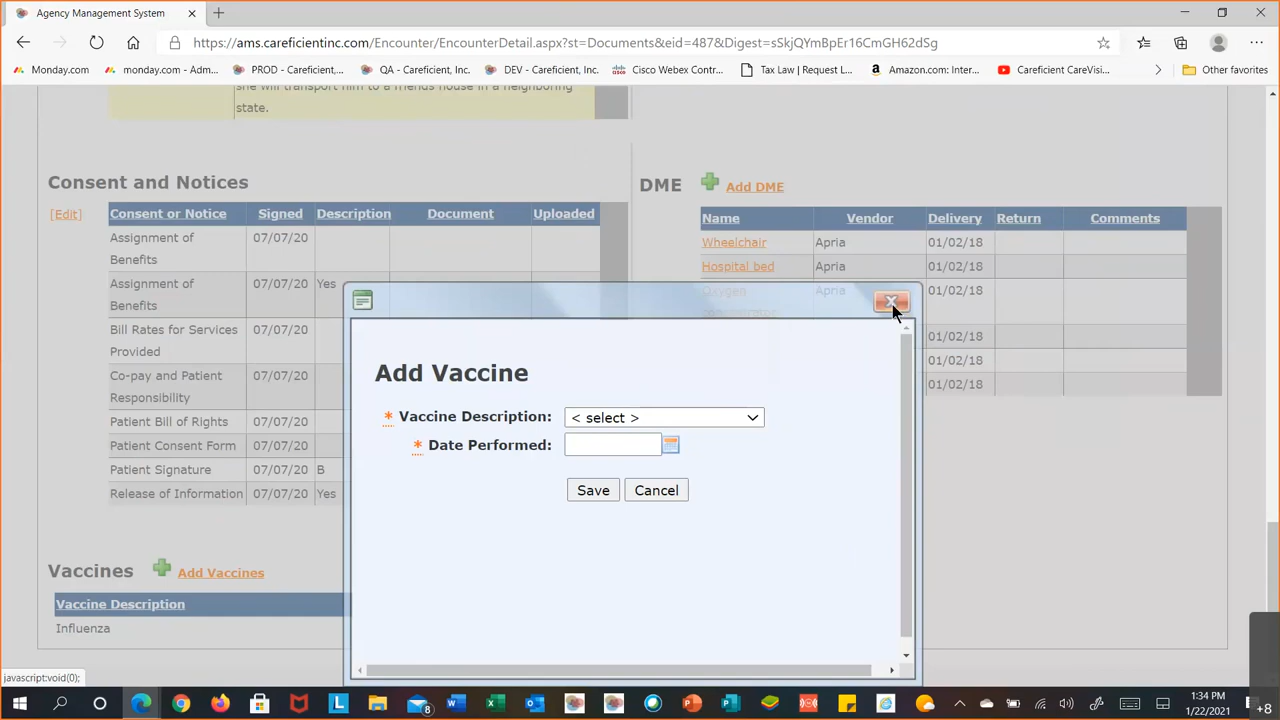 Agency Management System
https://ams.careficientinc.com/Encounter/EncounterDetail.aspx?st=Documents&eid=487&Digest=sSkjQYmBpEr16CmGH62dSg
Monday.com
monday.com - Adm...
PROD - Careficient,...
QA - Careficient, Inc.
DEV - Careficient, Inc.
Cisco Webex Contr...
Tax Law | Request L...
Amazon.com: Inter...
Careficient CareVisi...
Other favorites
she will transport him to a friends house in a neighboring
state.
Consent and Notices
[Edit]
Consent or Notice Signed Description Document Uploaded
Assignment of 07/07/20
Benefits
Assignment of 07/07/20 Yes
Benefits
Bill Rates for Services 07/07/20
Provided
Co-pay and Patient 07/07/20
Responsibility
Patient Bill of Rights 07/07/20
Patient Consent Form 07/07/20
Patient Signature 07/07/20 B
Release of Information 07/07/20 Yes
DME Add DME
Name Vendor Delivery Return Comments
Wheelchair Apria 01/02/18
Hospital bed Apria 01/02/18
Oxygen Apria 01/02/18
01/02/18
01/02/18
01/02/18
Add Vaccine
* Vaccine Description: < select >
* Date Performed:
Save Cancel
Vaccines Add Vaccines
Vaccine Description
Influenza
javascript:void(0);
8
1:34 PM
1/22/2021
+8